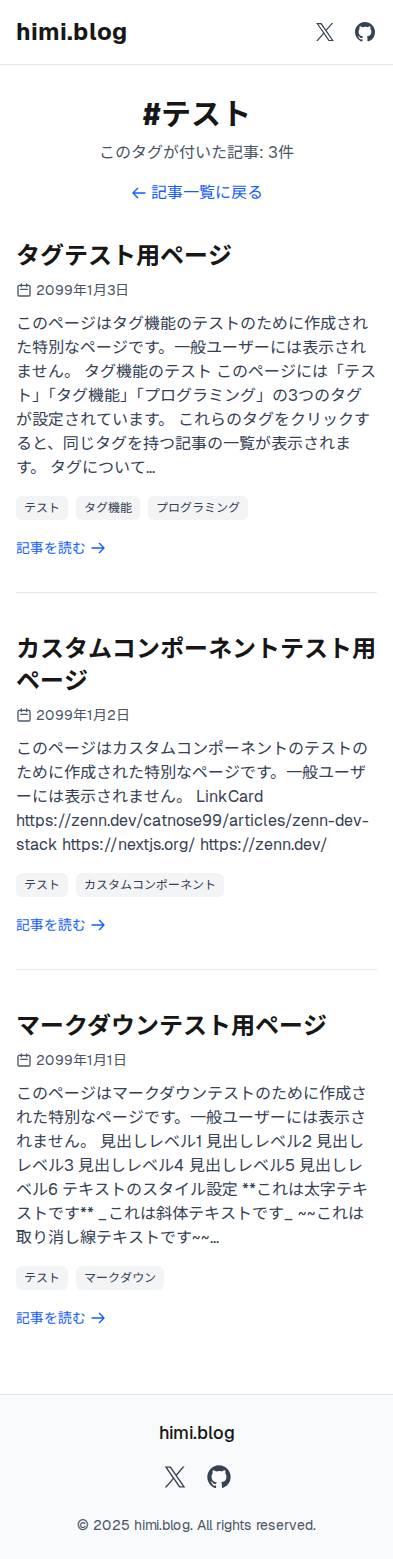 himi.blog
#テスト
このタグが付いた記事: 3件
← 記事一覧に戻る
タグテスト用ページ
2099年1月3日
このページはタグ機能のテストのために作成され
た特別なページです。一般ユーザーには表示され
ません。 タグ機能のテスト このページには「テス
ト」「タグ機能」「プログラミング」の3つのタグ
が設定されています。 これらのタグをクリックす
ると、同じタグを持つ記事の一覧が表示されま
す。 タグについて...
テスト タグ機能 プログラミング
記事を読む →
カスタムコンポーネントテスト用
ページ
2099年1月2日
このページはカスタムコンポーネントのテストの
ために作成された特別なページです。一般ユーザ
ーには表示されません。 LinkCard
https://zenn.dev/catnose99/articles/zenn-dev-
stack https://nextjs.org/ https://zenn.dev/
テスト カスタムコンポーネント
記事を読む →
マークダウンテスト用ページ
2099年1月1日
このページはマークダウンテストのために作成さ
れた特別なページです。一般ユーザーには表示さ
れません。 見出しレベル1 見出しレベル2 見出し
レベル3 見出しレベル4 見出しレベル5 見出しレ
ベル6 テキストのスタイル設定 **これは太字テキ
ストです** _これは斜体テキストです_ ~~これは
取り消し線テキストです~~...
テスト マークダウン
記事を読む →
himi.blog
© 2025 himi.blog. All rights reserved.